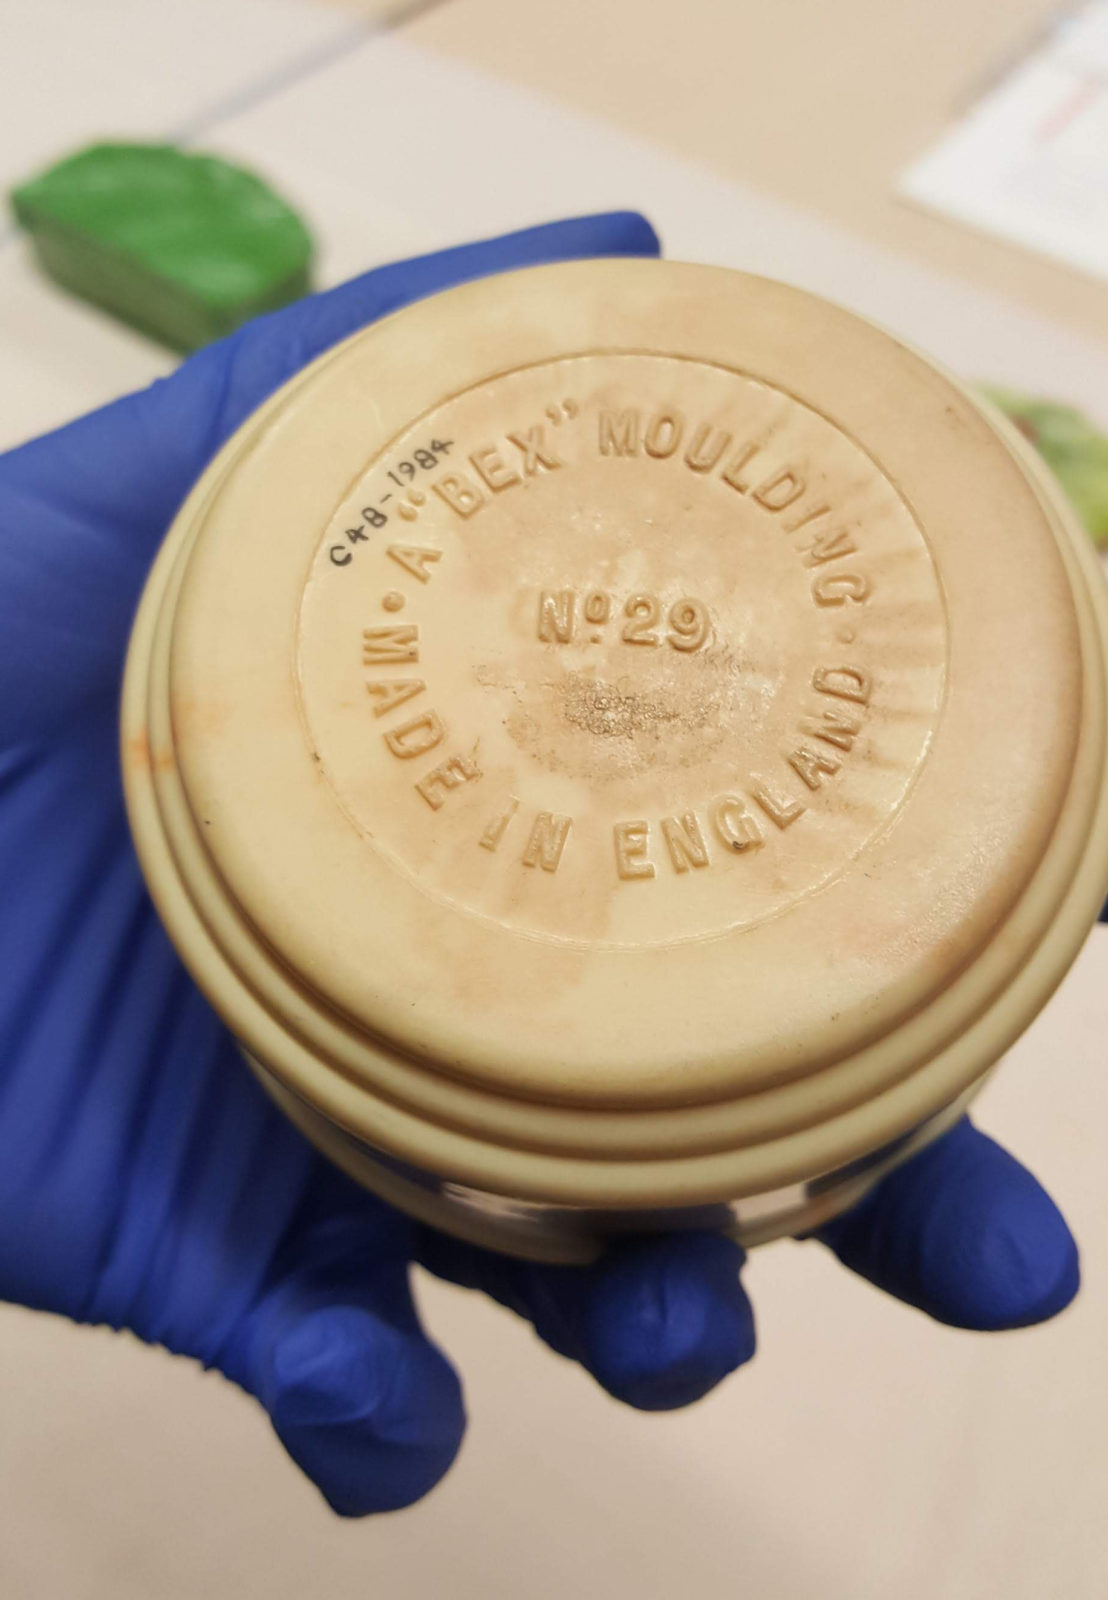 C48-1984
A "BEX" MOULDING ·
Nº 29
· MADE IN ENGLAND